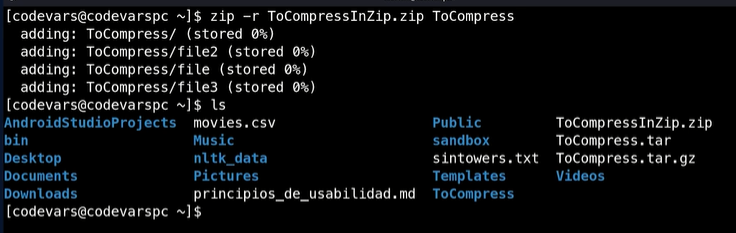 [codevars@codevarspc ~]$ zip -r ToCompressInZip.zip ToCompress
  adding: ToCompress/ (stored 0%)
  adding: ToCompress/file2 (stored 0%)
  adding: ToCompress/file (stored 0%)
  adding: ToCompress/file3 (stored 0%)
[codevars@codevarspc ~]$ ls
AndroidStudioProjects  movies.csv                  Public         ToCompressInZip.zip
bin                    Music                       sandbox        ToCompress.tar
Desktop                nltk_data                   sintowers.txt  ToCompress.tar.gz
Documents              Pictures                    Templates      Videos
Downloads              principios_de_usabilidad.md ToCompress
[codevars@codevarspc ~]$